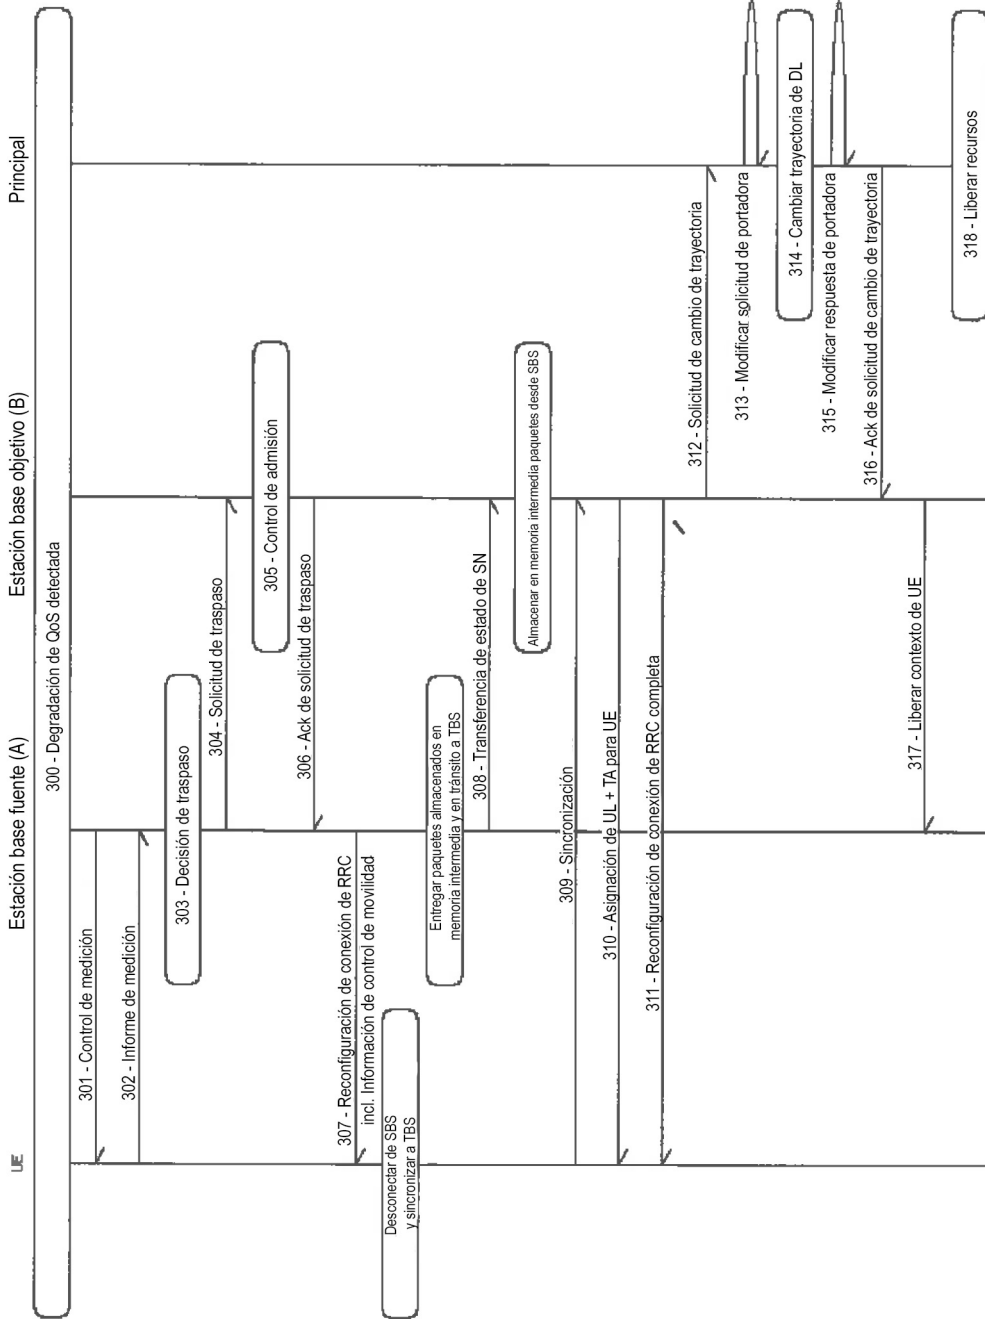 UE
Estación base fuente (A)
Estación base objetivo (B)
Principal
300 - Degradación de QoS detectada
301 - Control de medición
302 - Informe de medición
303 - Decisión de traspaso
304 - Solicitud de traspaso
305 - Control de admisión
306 - Ack de solicitud de traspaso
307 - Reconfiguración de conexión de RRC
incl. Información de control de movilidad
Desconectar de SBS
y sincronizar a TBS
Entregar paquetes almacenados en
memoria intermedia y en tránsito a TBS
308 - Transferencia de estado de SN
Almacenar en memoria intermedia paquetes desde SBS
309 - Sincronización
310 - Asignación de UL + TA para UE
311 - Reconfiguración de conexión de RRC completa
312 - Solicitud de cambio de trayectoria
313 - Modificar solicitud de portadora
314 - Cambiar trayectoria de DL
315 - Modificar respuesta de portadora
316 - Ack de solicitud de cambio de trayectoria
317 - Liberar contexto de UE
318 - Liberar recursos